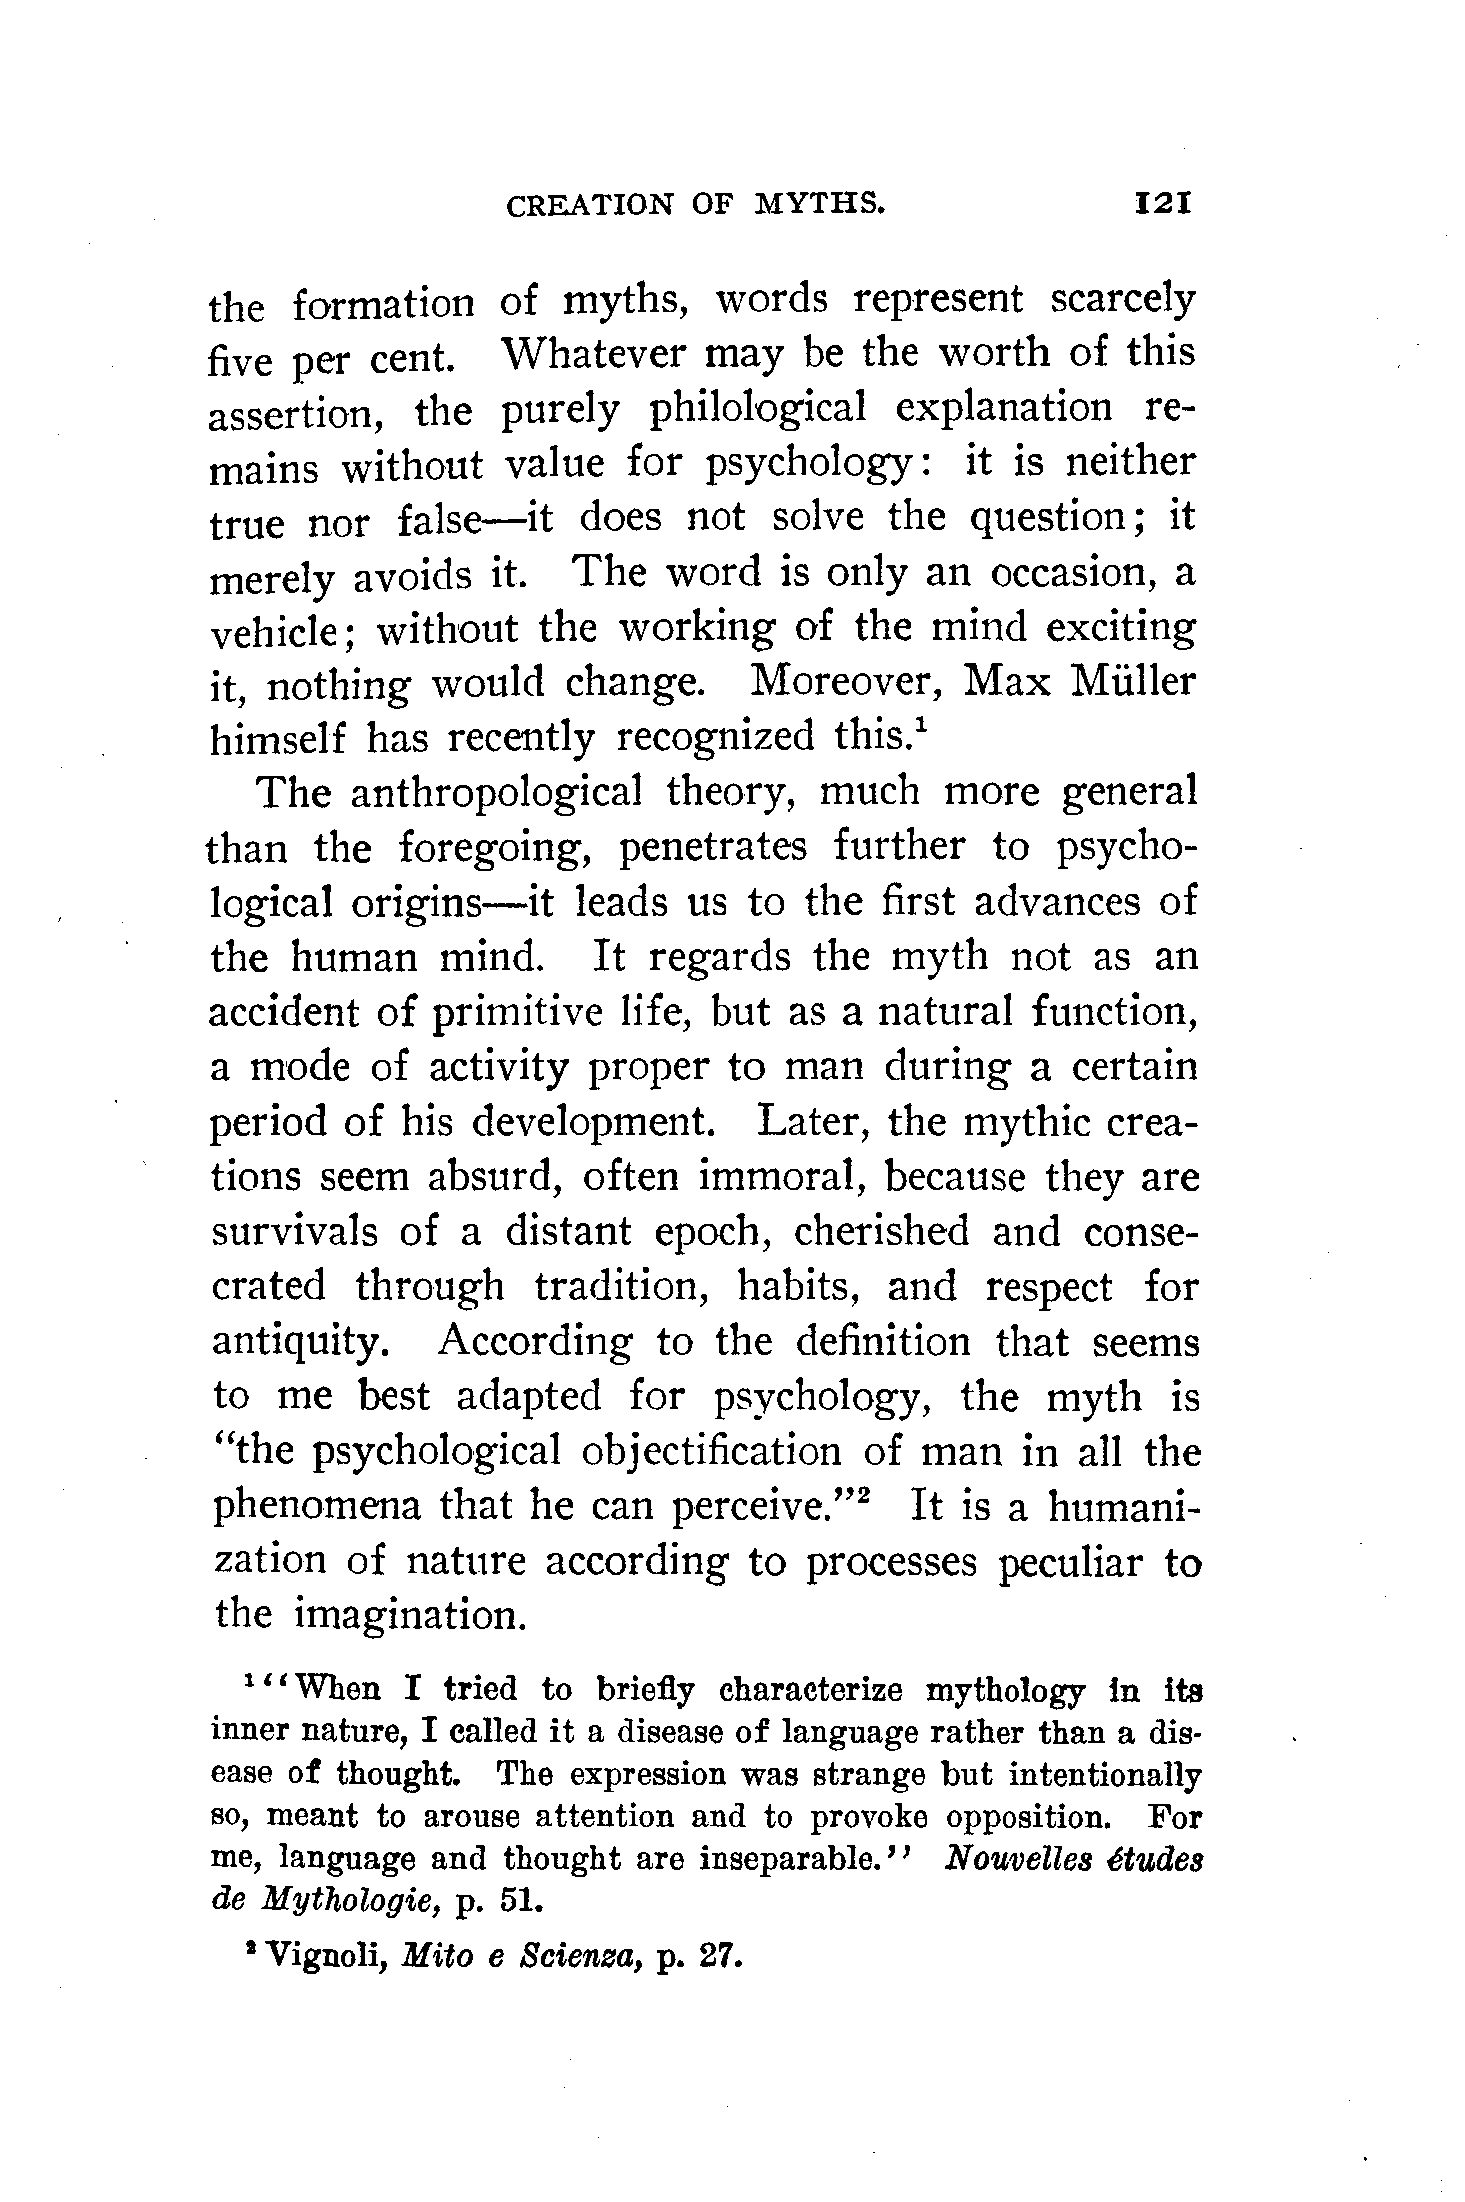 CREATION OF MYTHS. 121
the formation of myths, words represent scarcely
five per cent. Whatever may be the worth of this
assertion, the purely philological explanation re-
mains without value for psychology: it is neither
true nor false—it does not solve the question; it
merely avoids it. The word is only an occasion, a
vehicle; without the working of the mind exciting
it, nothing would change. Moreover, Max Müller
himself has recently recognized this.¹
The anthropological theory, much more general
than the foregoing, penetrates further to psycho-
logical origins—it leads us to the first advances of
the human mind. It regards the myth not as an
accident of primitive life, but as a natural function,
a mode of activity proper to man during a certain
period of his development. Later, the mythic crea-
tions seem absurd, often immoral, because they are
survivals of a distant epoch, cherished and conse-
crated through tradition, habits, and respect for
antiquity. According to the definition that seems
to me best adapted for psychology, the myth is
“the psychological objectification of man in all the
phenomena that he can perceive.”² It is a humani-
zation of nature according to processes peculiar to
the imagination.
¹ ‘‘When I tried to briefly characterize mythology in its
inner nature, I called it a disease of language rather than a dis-
ease of thought. The expression was strange but intentionally
so, meant to arouse attention and to provoke opposition. For
me, language and thought are inseparable.’’ Nouvelles études
de Mythologie, p. 51.
² Vignoli, Mito e Scienza, p. 27.